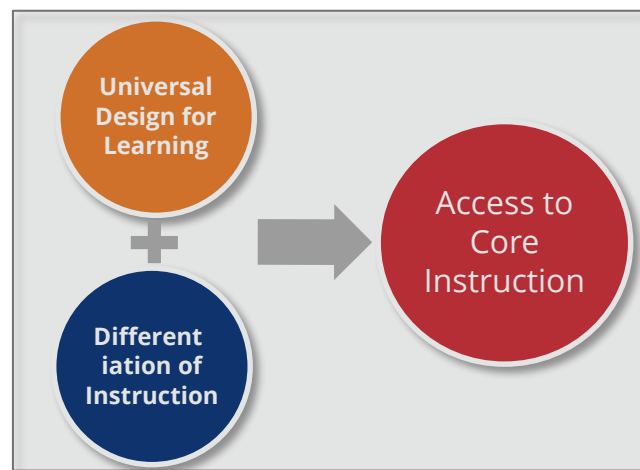 Universal
Design for
Learning
Different
iation of
Instruction
Access to
Core
Instruction